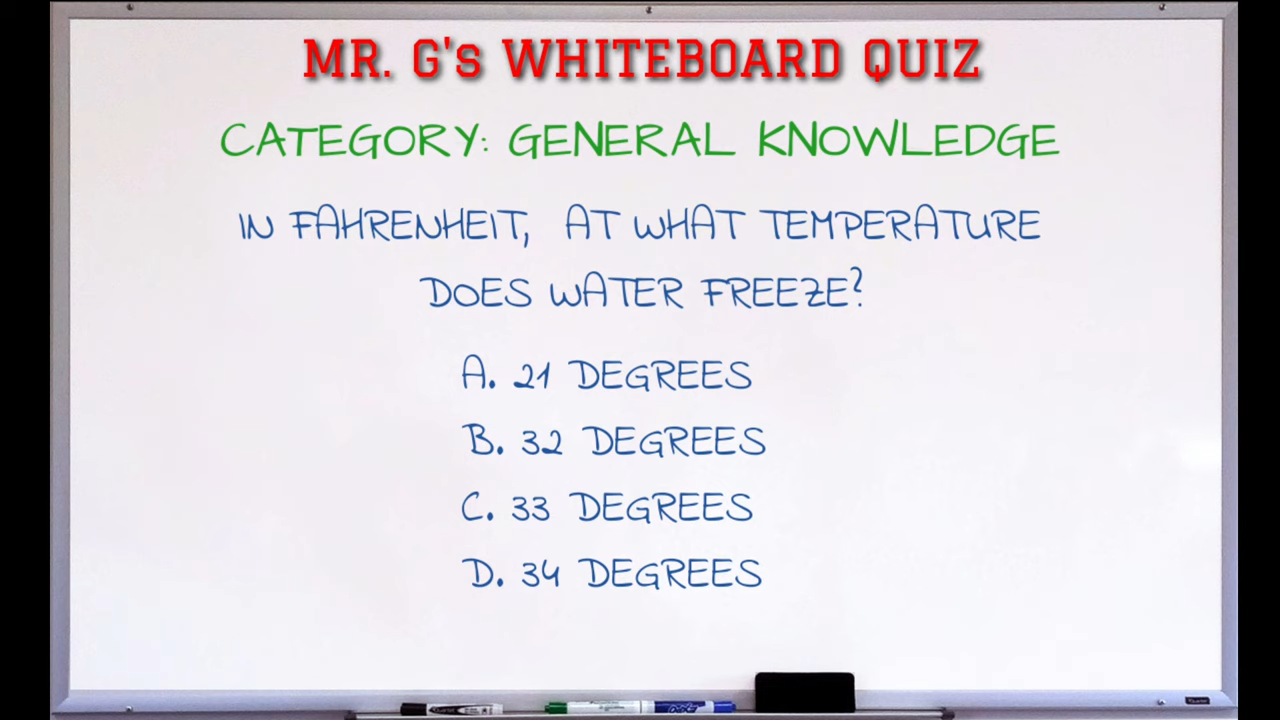 MR. G's WHITEBOARD QUIZ
CATEGORY: GENERAL KNOWLEDGE
IN FAHRENHEIT, AT WHAT TEMPERATURE
DOES WATER FREEZE?
A. 21 DEGREES
B. 32 DEGREES
C. 33 DEGREES
D. 34 DEGREES